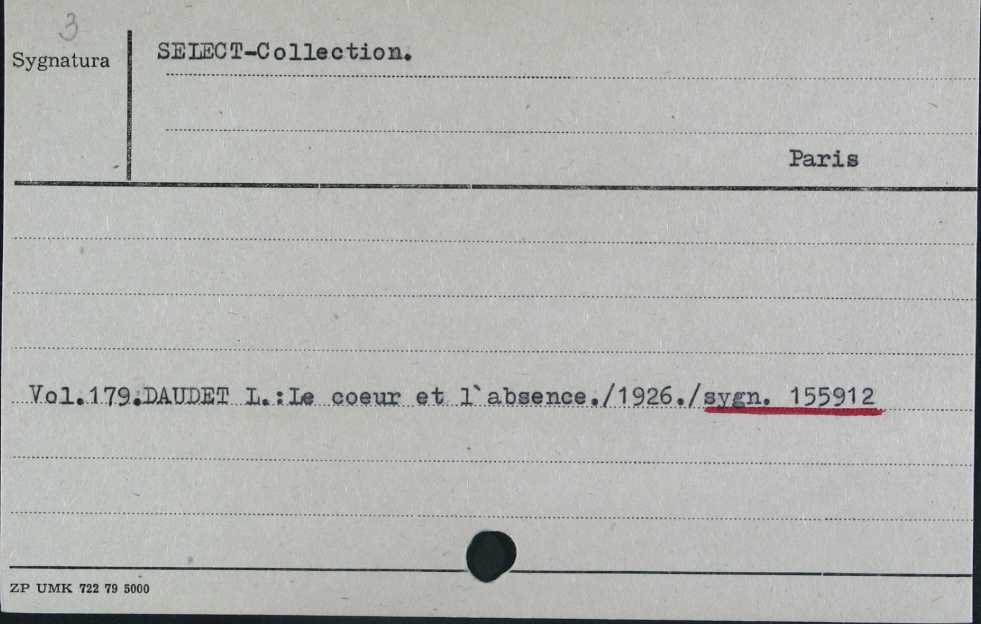 3
Sygnatura
SELECT-Collection.
Paris
Vol.179.DAUDET L.:Le coeur et l`absence./1926./sygn. 155912
ZP UMK 722 79 5000